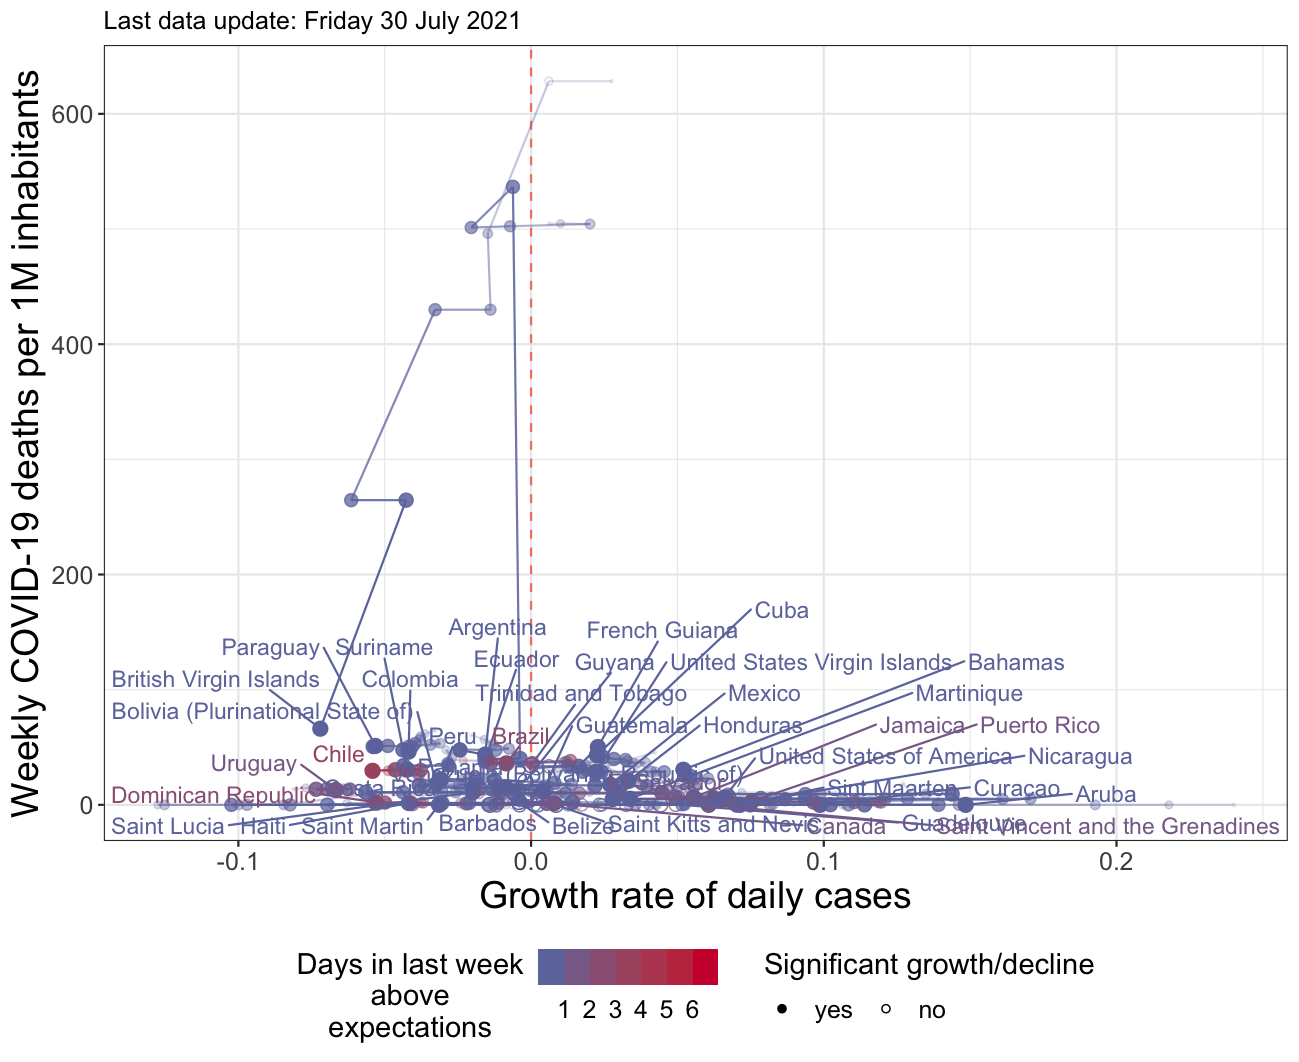 Last data update: Friday 30 July 2021
Weekly COVID-19 deaths per 1M inhabitants
600
400
200
0
Cuba
Argentina
French Guiana
Paraguay
Suriname
Ecuador
Guyana
United States Virgin Islands
Bahamas
British Virgin Islands
Colombia
Trinidad and Tobago
Mexico
Martinique
Bolivia (Plurinational State of)
Guatemala
Honduras
Jamaica
Puerto Rico
Peru
Brazil
Chile
United States of America
Nicaragua
Uruguay
Sint Maarten
Curaçao
Aruba
Dominican Republic
Saint Lucia
Haiti
Saint Martin
Barbados
Belize
Saint Kitts and Nevis
Canada
Guadeloupe
Saint Vincent and the Grenadines
-0.1
0.0
0.1
0.2
Growth rate of daily cases
Days in last week
above
expectations
1 2 3 4 5 6
Significant growth/decline
yes
no